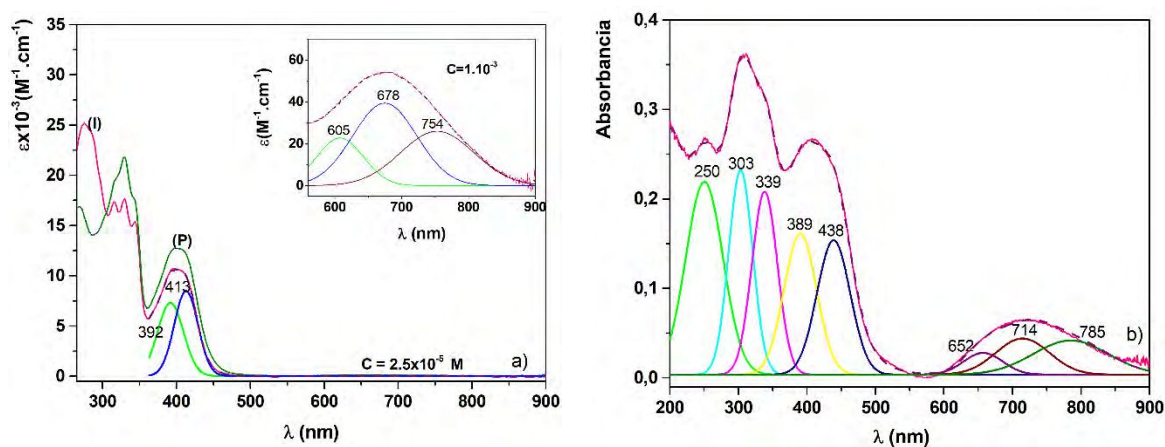 35
30
25
20
15
10
5
0
εx10⁻³(M⁻¹.cm⁻¹)
(I)
(P)
413
392
C = 2.5x10⁻⁵ M
a)
300 400 500 600 700 800 900
λ (nm)
60
40
20
0
ε(M⁻¹.cm⁻¹)
C=1.10⁻³
678
605
754
600 700 800 900
λ (nm)
0,4
0,3
0,2
0,1
0,0
Absorbancia
250
303
339
389
438
652
714
785
b)
200 300 400 500 600 700 800 900
λ (nm)